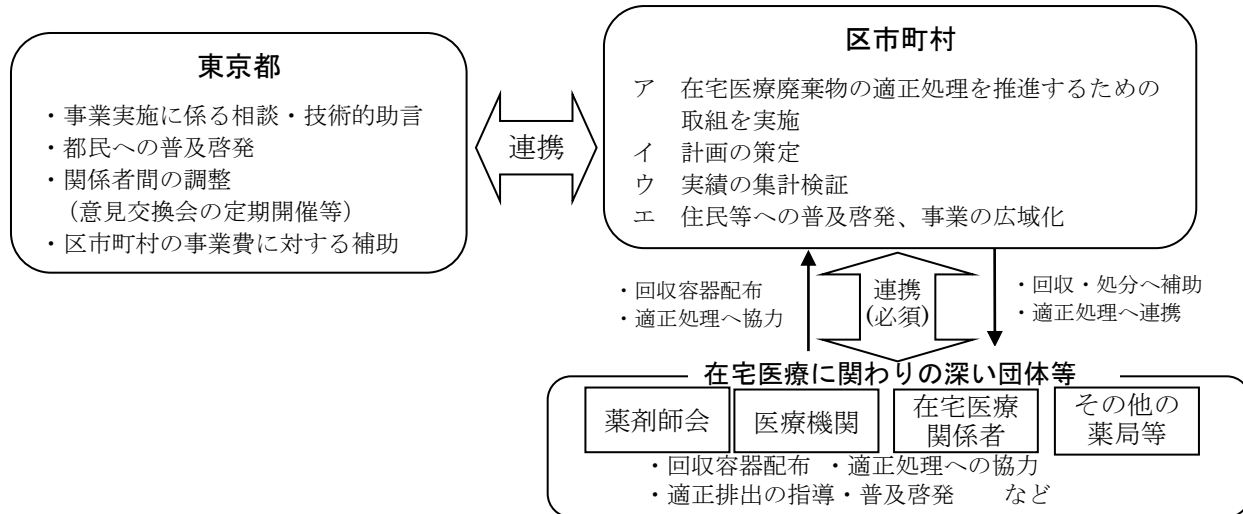 東京都
・事業実施に係る相談・技術的助言
・都民への普及啓発
・関係者間の調整
（意見交換会の定期開催等）
・区市町村の事業費に対する補助
連携
区市町村
ア 在宅医療廃棄物の適正処理を推進するための
取組を実施
イ 計画の策定
ウ 実績の集計検証
エ 住民等への普及啓発、事業の広域化
・回収容器配布
・適正処理へ協力
連携
(必須)
・回収・処分へ補助
・適正処理へ連携
在宅医療に関わりの深い団体等
薬剤師会
医療機関
在宅医療
関係者
その他の
薬局等
・回収容器配布 ・適正処理への協力
・適正排出の指導・普及啓発 など